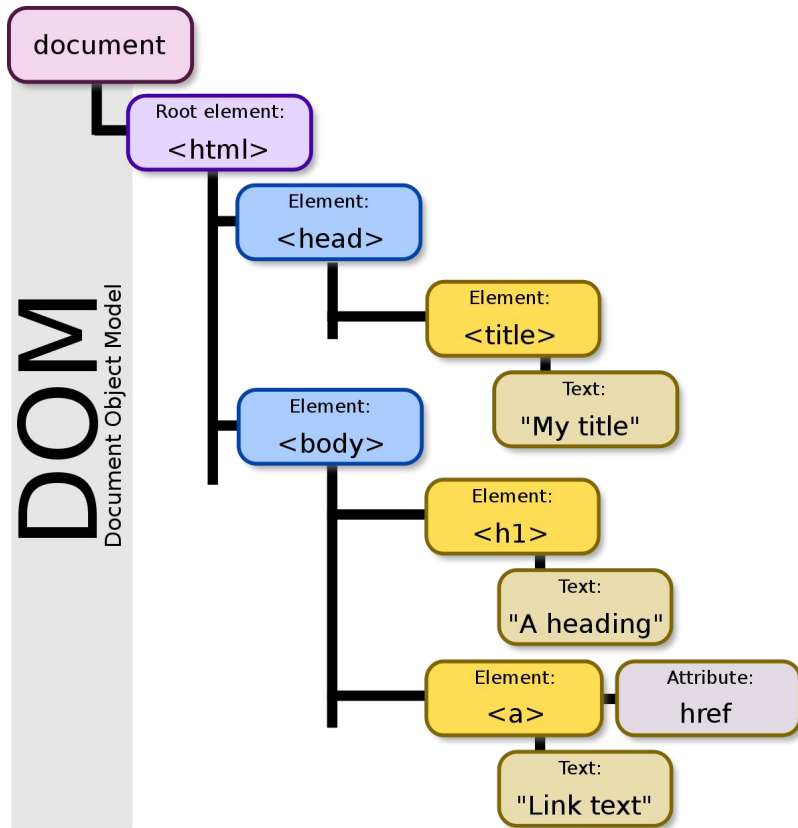 document
Root element:
<html>
Element:
<head>
Element:
<title>
Text:
"My title"
Element:
<body>
Element:
<h1>
Text:
"A heading"
Element:
<a>
Attribute:
href
Text:
"Link text"
DOM
Document Object Model